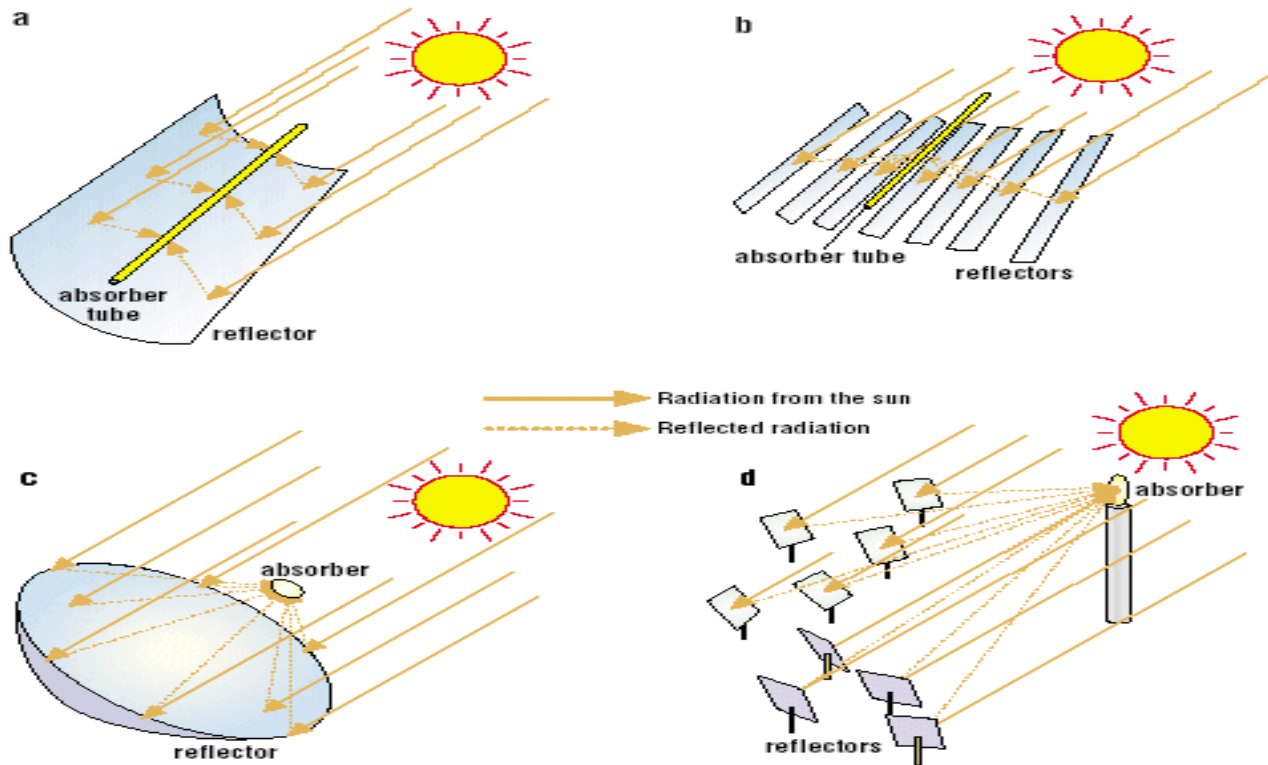 a
absorber
tube
reflector
b
absorber tube
reflectors
Radiation from the sun
Reflected radiation
c
absorber
reflector
d
absorber
reflectors